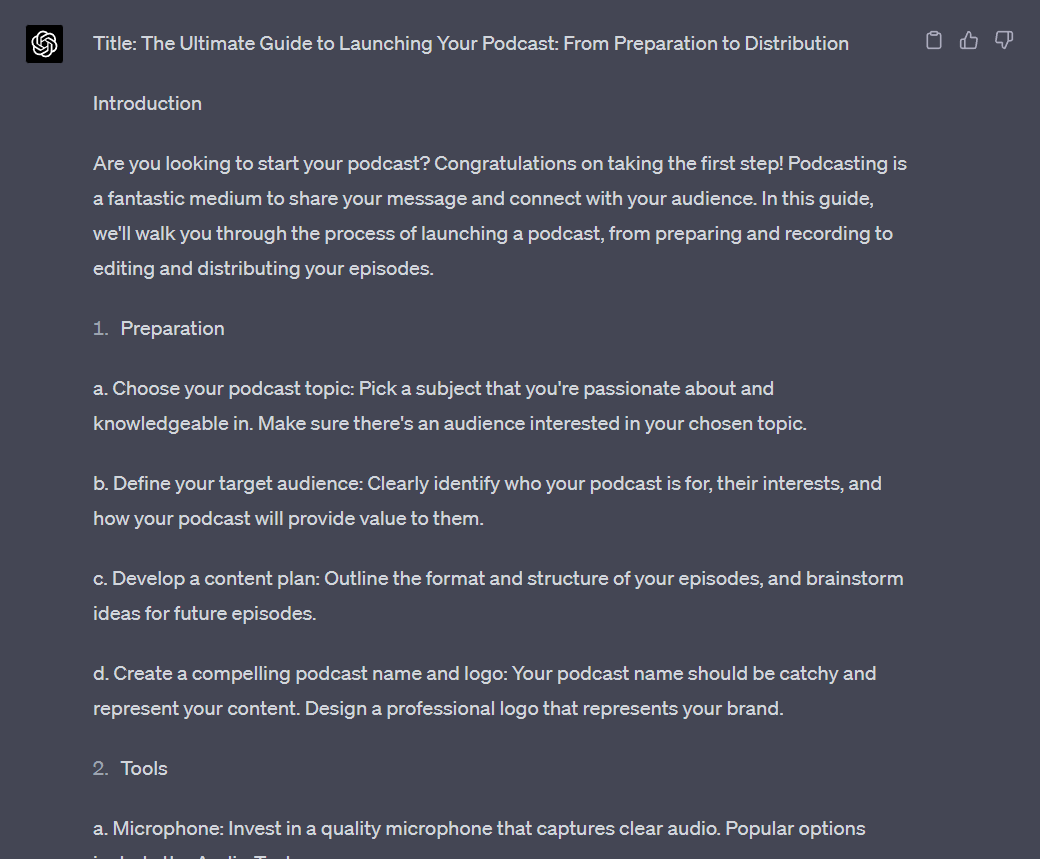 Title: The Ultimate Guide to Launching Your Podcast: From Preparation to Distribution
Introduction
Are you looking to start your podcast? Congratulations on taking the first step! Podcasting is
a fantastic medium to share your message and connect with your audience. In this guide,
we'll walk you through the process of launching a podcast, from preparing and recording to
editing and distributing your episodes.
1. Preparation
a. Choose your podcast topic: Pick a subject that you're passionate about and
knowledgeable in. Make sure there's an audience interested in your chosen topic.
b. Define your target audience: Clearly identify who your podcast is for, their interests, and
how your podcast will provide value to them.
c. Develop a content plan: Outline the format and structure of your episodes, and brainstorm
ideas for future episodes.
d. Create a compelling podcast name and logo: Your podcast name should be catchy and
represent your content. Design a professional logo that represents your brand.
2. Tools
a. Microphone: Invest in a quality microphone that captures clear audio. Popular options